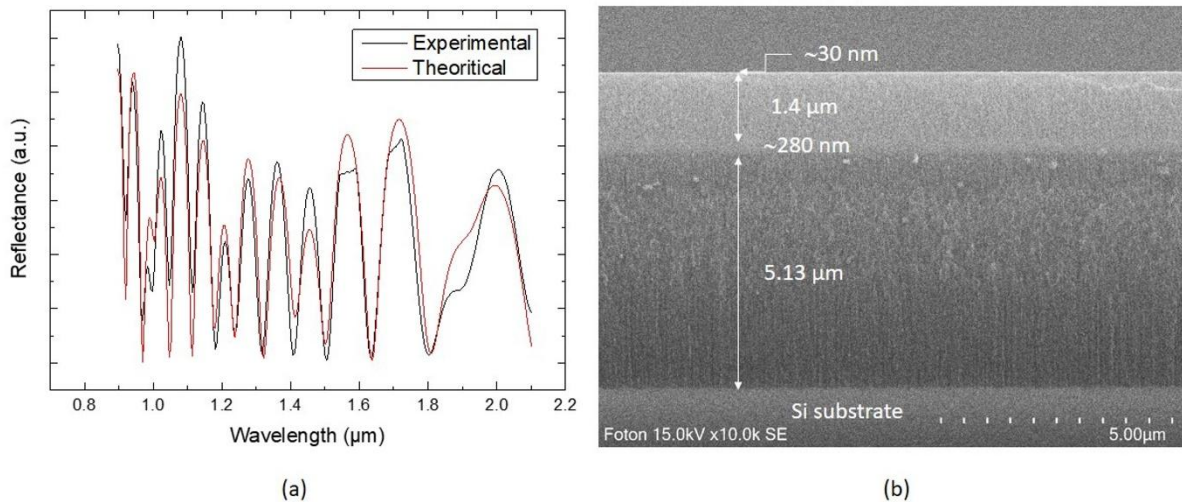 Experimental
Theoritical
Reflectance (a.u.)
0.8 1.0 1.2 1.4 1.6 1.8 2.0 2.2
Wavelength (µm)
(a)
~30 nm
1.4 µm
~280 nm
5.13 µm
Si substrate
Foton 15.0kV x10.0k SE
5.00µm
(b)